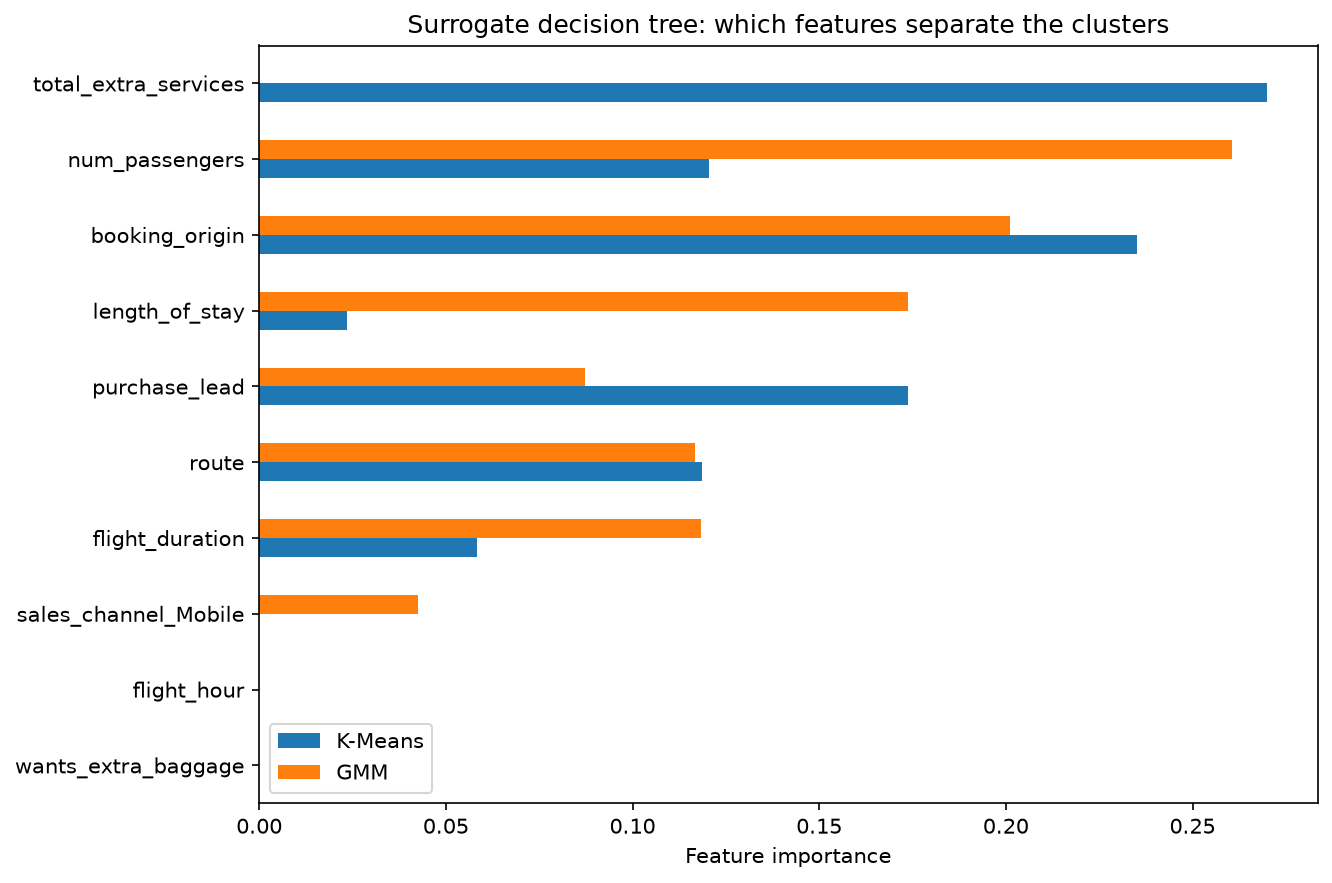 Surrogate decision tree: which features separate the clusters
total_extra_services
num_passengers
booking_origin
length_of_stay
purchase_lead
route
flight_duration
sales_channel_Mobile
flight_hour
wants_extra_baggage
K-Means
GMM
0.00 0.05 0.10 0.15 0.20 0.25
Feature importance